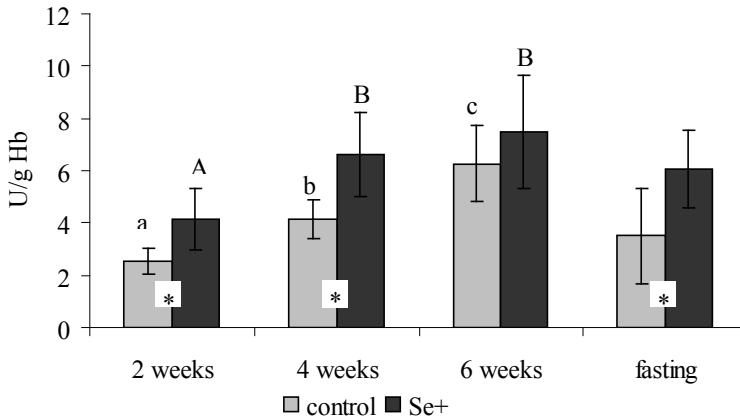 12
10
8
6
4
2
0
U/g Hb
a
A
b
B
c
B
*
*
*
2 weeks
4 weeks
6 weeks
fasting
control
Se+